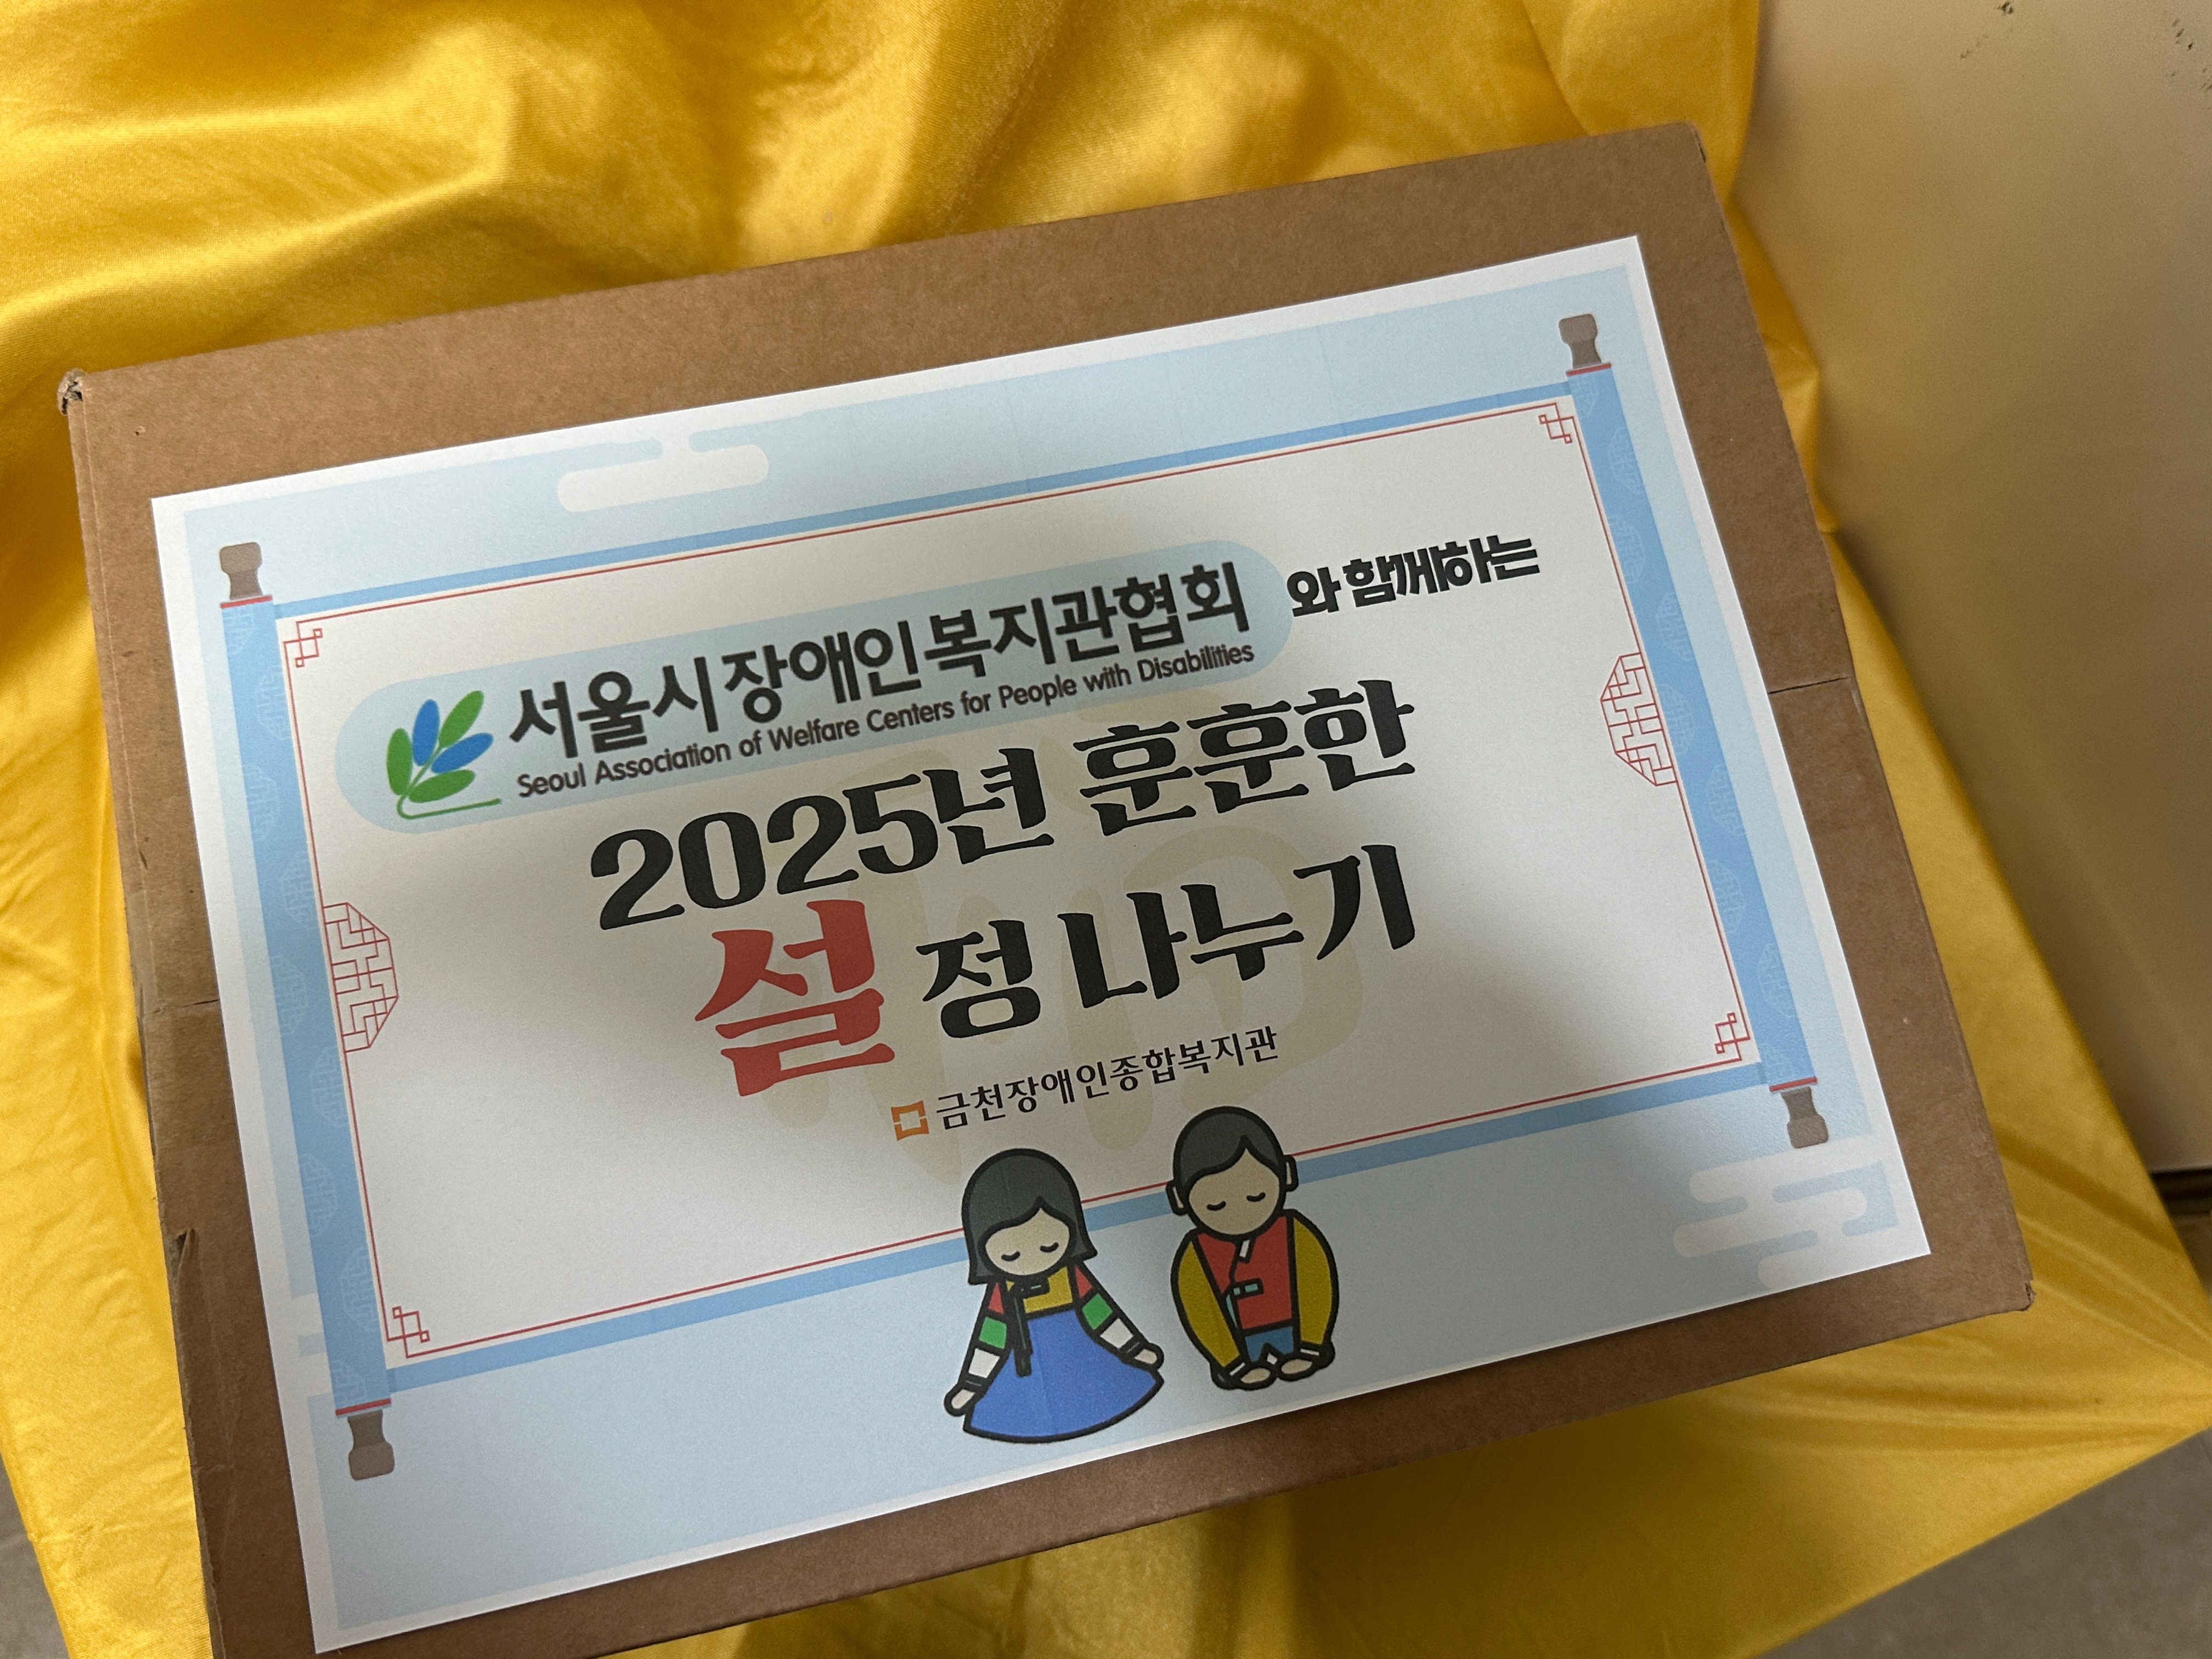 서울시장애인복지관협회 와 함께하는
Seoul Association of Welfare Centers for People with Disabilities
2025년 훈훈한
설 정 나누기
금천장애인종합복지관